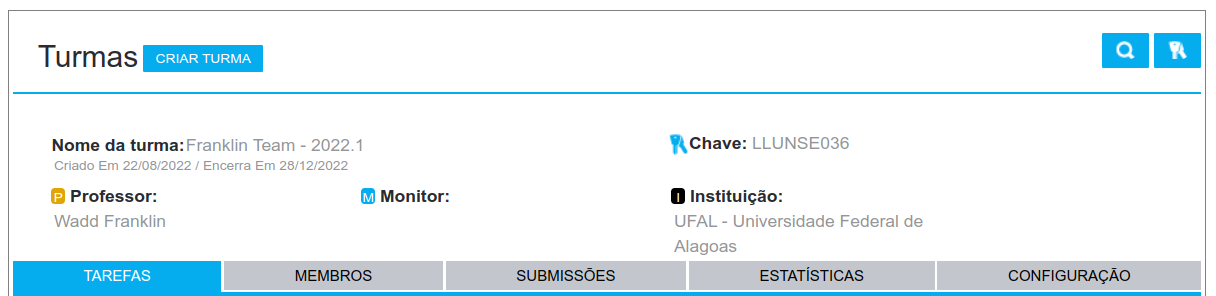 Turmas CRIAR TURMA
Nome da turma:Franklin Team - 2022.1
Chave: LLUNSE036
Criado Em 22/08/2022 / Encerra Em 28/12/2022
P Professor:
M Monitor:
I Instituição:
Wadd Franklin
UFAL - Universidade Federal de
Alagoas
TAREFAS MEMBROS SUBMISSÕES ESTATÍSTICAS CONFIGURAÇÃO